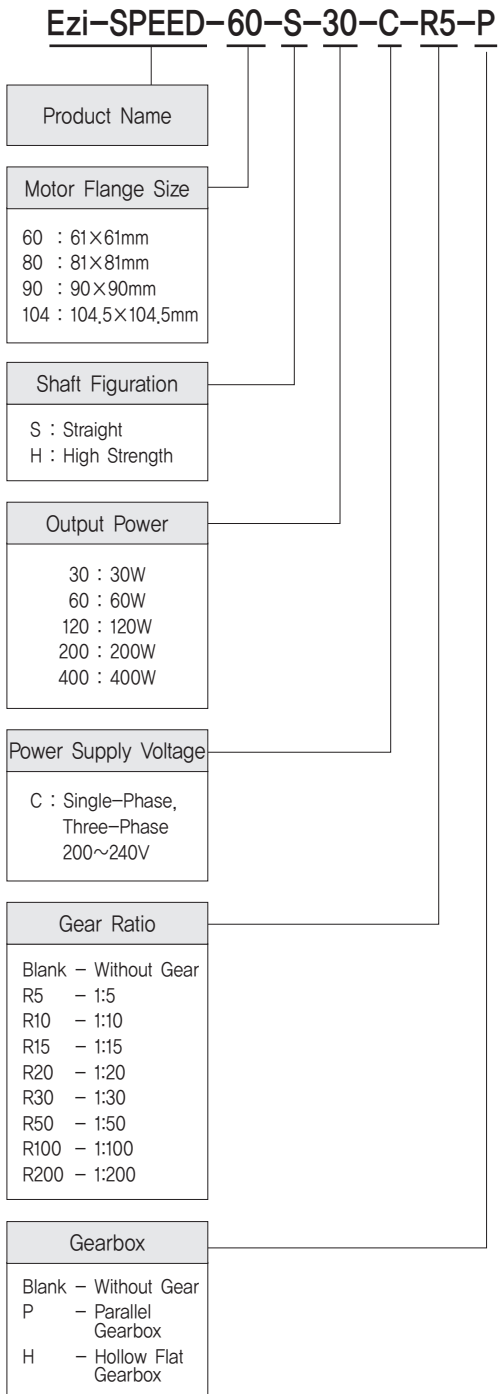 Ezi-SPEED-60-S-30-C-R5-P
Product Name
Motor Flange Size
60 : 61×61mm
80 : 81×81mm
90 : 90×90mm
104 : 104.5×104.5mm
Shaft Figuration
S : Straight
H : High Strength
Output Power
30 : 30W
60 : 60W
120 : 120W
200 : 200W
400 : 400W
Power Supply Voltage
C : Single-Phase,
Three-Phase
200~240V
Gear Ratio
Blank - Without Gear
R5 - 1:5
R10 - 1:10
R15 - 1:15
R20 - 1:20
R30 - 1:30
R50 - 1:50
R100 - 1:100
R200 - 1:200
Gearbox
Blank - Without Gear
P - Parallel
Gearbox
H - Hollow Flat
Gearbox